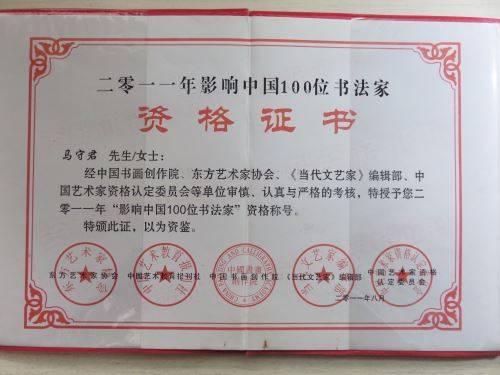 二零一一年影响中国100位书法家
资格证书
马守君 先生/女士：
经中国书画创作院、东方艺术家协会、《当代文艺家》编辑部、中
国艺术家资格认定委员会等单位审慎、认真与严格的考核，特授予您二
零一一年“影响中国100位书法家”资格称号。
特颁此证，以为资鉴。
东方艺术家协会 中国艺术教育报刊社 中国书画创作院 《当代文艺家》编辑部 中国艺术家资格
认定委员会
二零一一年八月